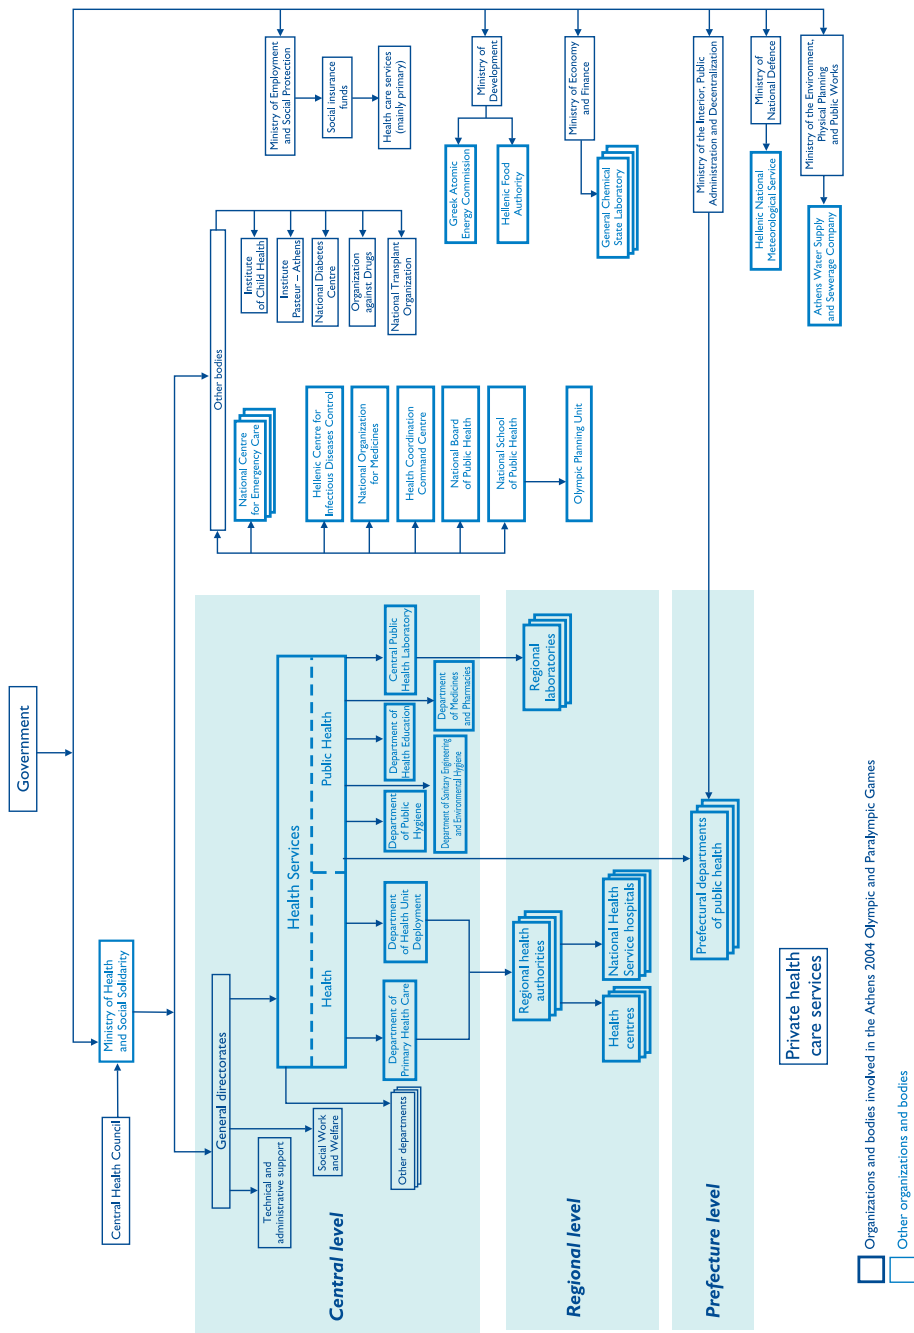 Government
Central Health Council
Ministry of Health
and Social Solidarity
General directorates
Technical and
administrative support
Social Work
and Welfare
Other departments
Health Services
Health
Public Health
Department of
Primary Health Care
Department
of Health Unit
Deployment
Department
of Public
Hygiene
Department of Sanitary Engineering
and Environmental Hygiene
Department of
Health Education
Department
of Medicines
and Pharmacies
Central Public
Health Laboratory
Central level
Regional health
authorities
Health
centres
National Health
Service hospitals
Regional
laboratories
Regional level
Prefectural departments
of public health
Prefecture level
Private health
care services
Other bodies
National Centre
for Emergency Care
Hellenic Centre for
Infectious Diseases Control
National Organization
for Medicines
Health Coordination
Command Centre
National Board
of Public Health
National School
of Public Health
Olympic Planning Unit
Institute
of Child Health
Institute
Pasteur – Athens
National Diabetes
Centre
Organization
against Drugs
National Transplant
Organization
Ministry of Employment
and Social Protection
Social insurance
funds
Health care services
(mainly primary)
Ministry of
Development
Greek Atomic
Energy Commission
Hellenic Food
Authority
Ministry of Economy
and Finance
General Chemical
State Laboratory
Ministry of the Interior, Public
Administration and Decentralization
Ministry of
National Defence
Hellenic National
Meteorological Service
Ministry of the Environment,
Physical Planning
and Public Works
Athens Water Supply
and Sewerage Company
Organizations and bodies involved in the Athens 2004 Olympic and Paralympic Games
Other organizations and bodies